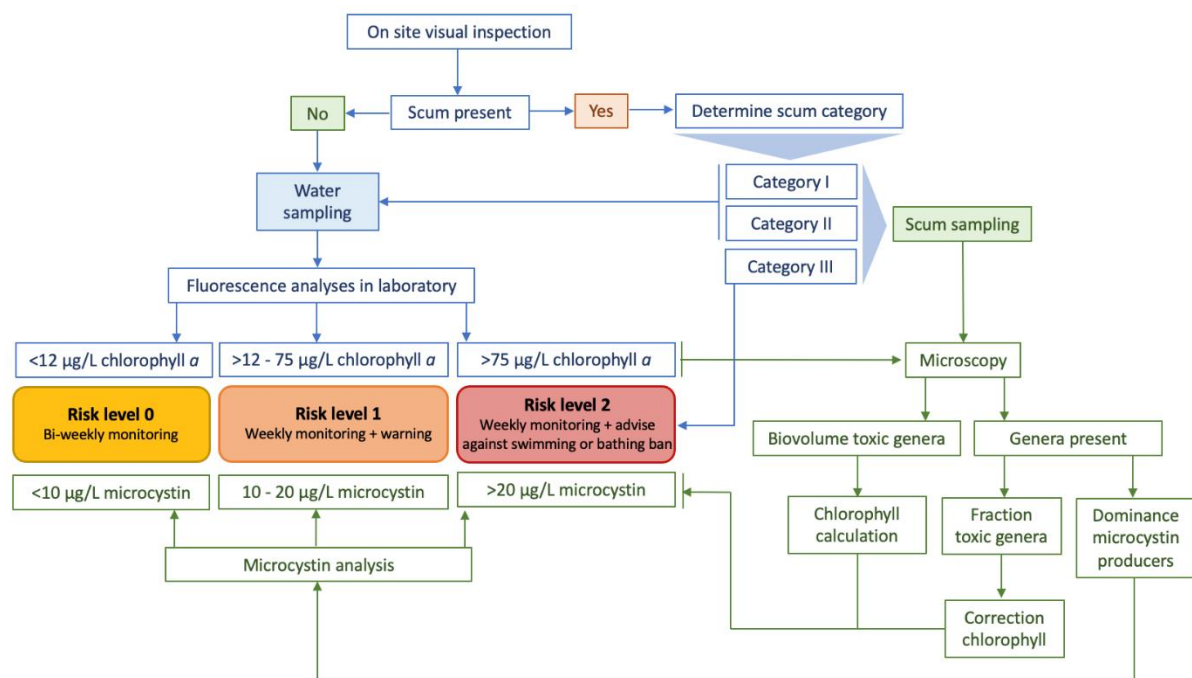 On site visual inspection
No
Scum present
Yes
Determine scum category
Water
sampling
Category I
Category II
Category III
Scum sampling
Fluorescence analyses in laboratory
<12 µg/L chlorophyll a
>12 - 75 µg/L chlorophyll a
>75 µg/L chlorophyll a
Microscopy
Risk level 0
Bi-weekly monitoring
Risk level 1
Weekly monitoring + warning
Risk level 2
Weekly monitoring + advise
against swimming or bathing ban
Biovolume toxic genera
Genera present
<10 µg/L microcystin
10 - 20 µg/L microcystin
>20 µg/L microcystin
Chlorophyll
calculation
Fraction
toxic genera
Dominance
microcystin
producers
Microcystin analysis
Correction
chlorophyll